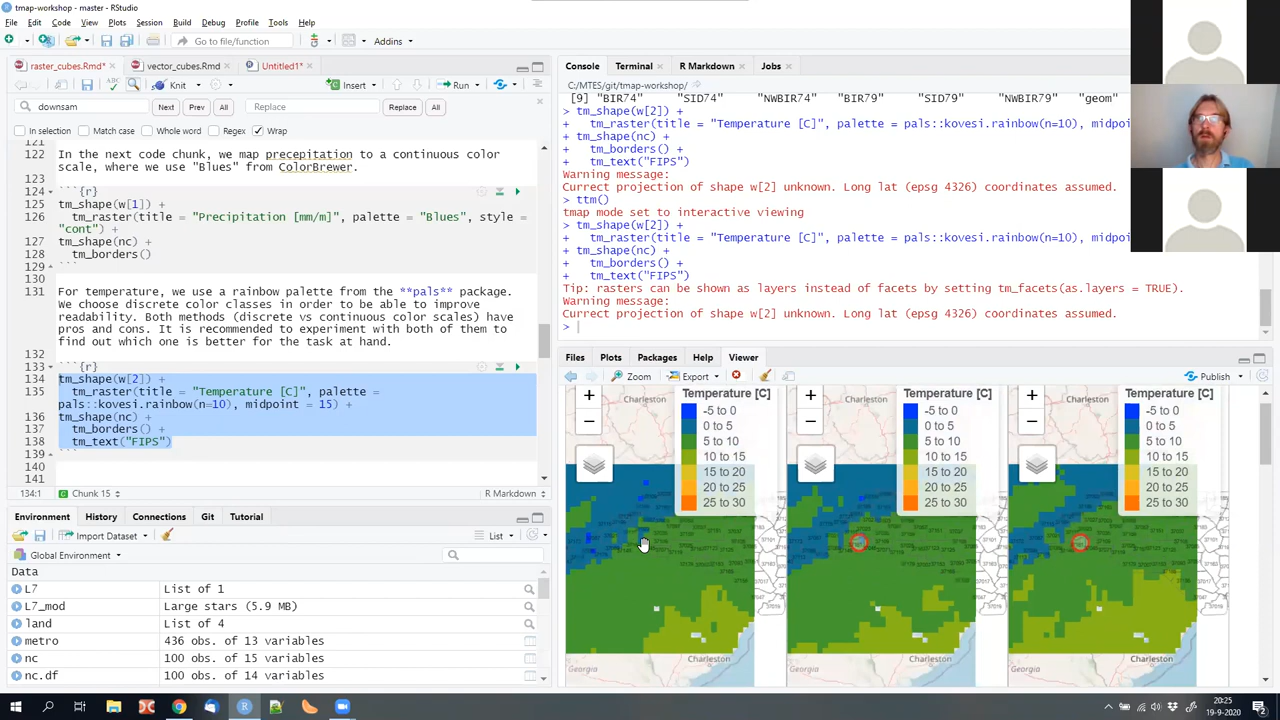 tmap-workshop - master - RStudio
File Edit Code View Plots Session Build Debug Profile Tools Help
Go to file/function
Addins
raster_cubes.Rmd*
vector_cubes.Rmd
Untitled1*
Knit
Insert
Run
downsam
Next
Prev
All
Replace
Replace
All
In selection
Match case
Whole word
Regex
Wrap
121
122 In the next code chunk, we map precipitation to a continuous color
scale, where we use "Blues" from ColorBrewer.
123
124 ```{r}
125 tm_shape(w[1]) +
126 tm_raster(title = "Precipitation [mm/m]", palette = "Blues", style =
"cont") +
127 tm_shape(nc) +
128 tm_borders()
129 ```
130
131 For temperature, we use a rainbow palette from the **pals** package.
We choose discrete color classes in order to be able to improve
readability. Both methods (discrete vs continuous color scales) have
pros and cons. It is recommended to experiment with both of them to
find out which one is better for the task at hand.
132
133 ```{r}
134 tm_shape(w[2]) +
135 tm_raster(title = "Temperature [C]", palette =
pals::kovesi.rainbow(n=10), midpoint = 15) +
136 tm_shape(nc) +
137 tm_borders() +
138 tm_text("FIPS")
139 ```
140
141
134:1
Chunk 15
R Markdown
Environment
History
Connections
Git
Tutorial
Import Dataset
List
Global Environment
Data
L7 List of 1
L7_mod Large stars (5.9 MB)
land List of 4
metro 436 obs. of 13 variables
nc 100 obs. of 15 variables
nc.df 100 obs. of 14 variables
Console
Terminal
R Markdown
Jobs
C:/MTES/git/tmap-workshop/
[9] "BIR74" "SID74" "NWBIR74" "BIR79" "SID79" "NWBIR79" "geom"
> tm_shape(w[2]) +
+ tm_raster(title = "Temperature [C]", palette = pals::kovesi.rainbow(n=10), midpoint
+ tm_shape(nc) +
+ tm_borders() +
+ tm_text("FIPS")
Warning message:
Currect projection of shape w[2] unknown. Long lat (epsg 4326) coordinates assumed.
> ttm()
tmap mode set to interactive viewing
> tm_shape(w[2]) +
+ tm_raster(title = "Temperature [C]", palette = pals::kovesi.rainbow(n=10), midpoint
+ tm_shape(nc) +
+ tm_borders() +
+ tm_text("FIPS")
Tip: rasters can be shown as layers instead of facets by setting tm_facets(as.layers = TRUE).
Warning message:
Currect projection of shape w[2] unknown. Long lat (epsg 4326) coordinates assumed.
>
Files
Plots
Packages
Help
Viewer
Zoom
Export
Publish
+
−
Charleston
Temperature [C]
-5 to 0
0 to 5
5 to 10
10 to 15
15 to 20
20 to 25
25 to 30
Charleston
Georgia
+
−
Charleston
Temperature [C]
-5 to 0
0 to 5
5 to 10
10 to 15
15 to 20
20 to 25
25 to 30
Charleston
Georgia
+
−
Charleston
Temperature [C]
-5 to 0
0 to 5
5 to 10
10 to 15
15 to 20
20 to 25
25 to 30
Charleston
Georgia
20:25
19-9-2020
2